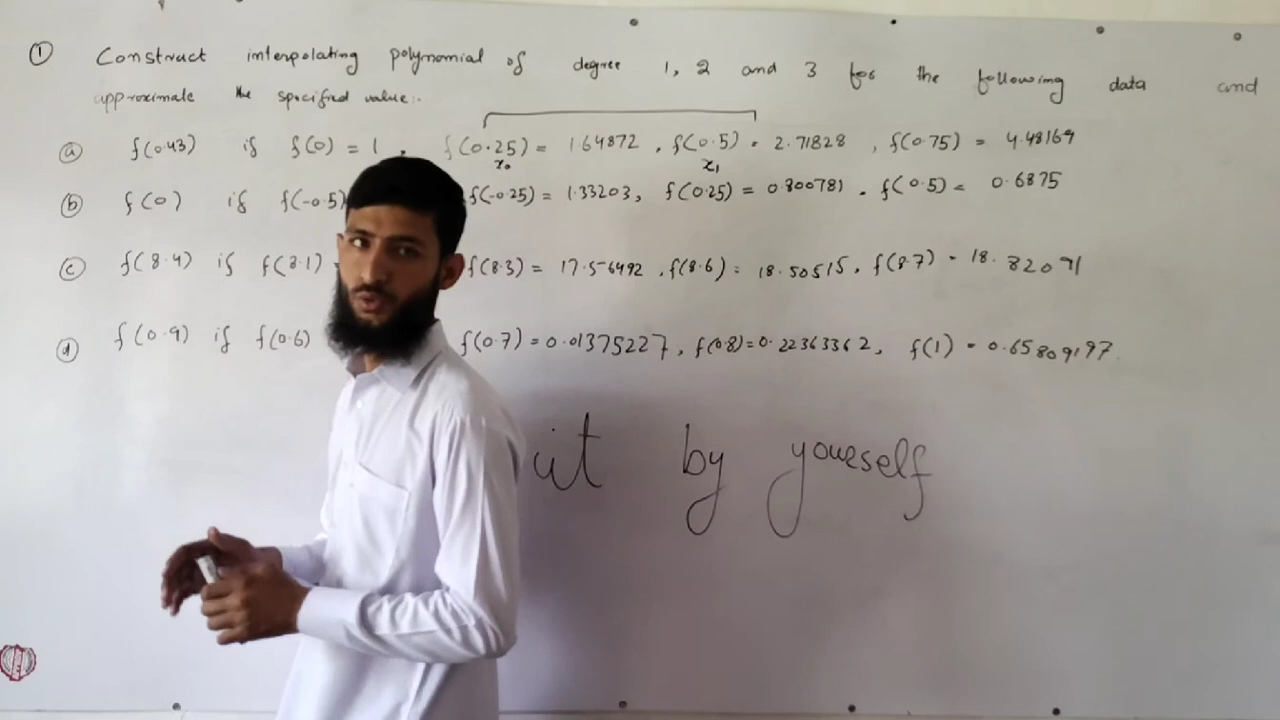 ① Construct interpolating polynomial of degree 1, 2 and 3 for the following data and
approximate the specified value:-
ⓐ f(0.43) if f(0) = 1, f(0.25) = 1.64872, f(0.5) = 2.71828, f(0.75) = 4.48169
x₀ x₁
ⓑ f(0) if f(-0.5) f(-0.25) = 1.33203, f(0.25) = 0.800781, f(0.5) = 0.6875
ⓒ f(8.4) if f(8.1) f(8.3) = 17.56492, f(8.6) = 18.50515, f(8.7) = 18.82091
ⓓ f(0.9) if f(0.6) f(0.7) = 0.01375227, f(0.8) = 0.22363362, f(1) = 0.65809197
it by youeself